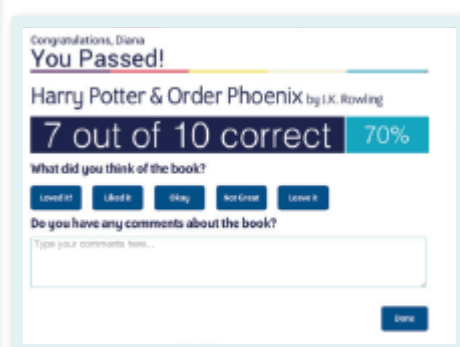 Congratulations, Diana
You Passed!
Harry Potter & Order Phoenix by J.K. Rowling
7 out of 10 correct 70%
What did you think of the book?
Loved it! Liked it Okay Not Great Leave it
Do you have any comments about the book?
Type your comments here...
Done